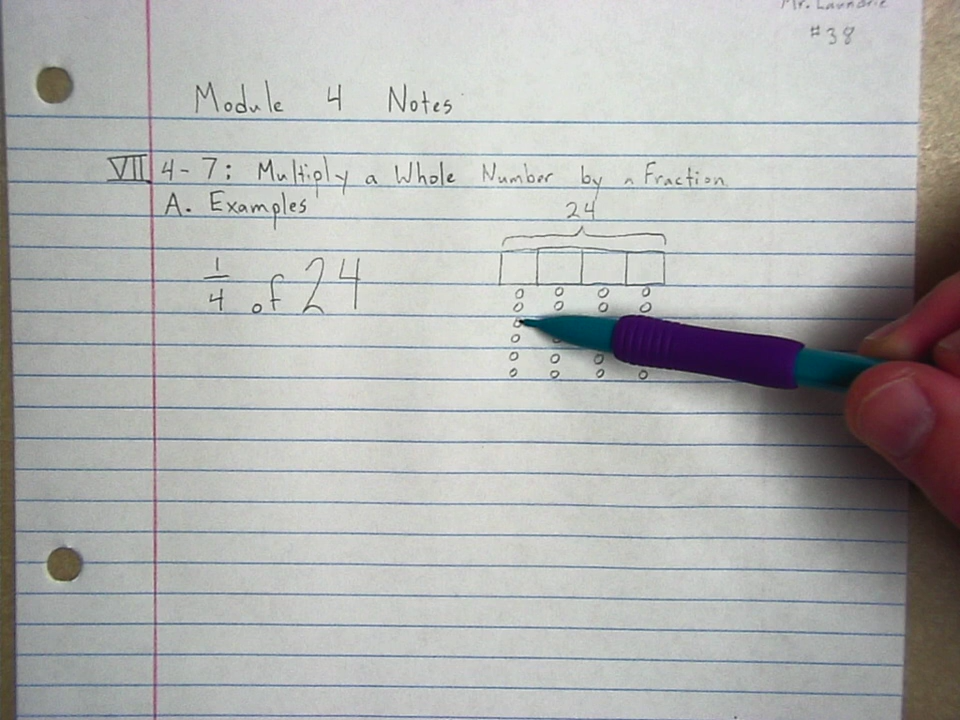 #38
Module 4 Notes
VII. 4-7: Multiply a Whole Number by a Fraction
A. Examples
24
1/4 of 24